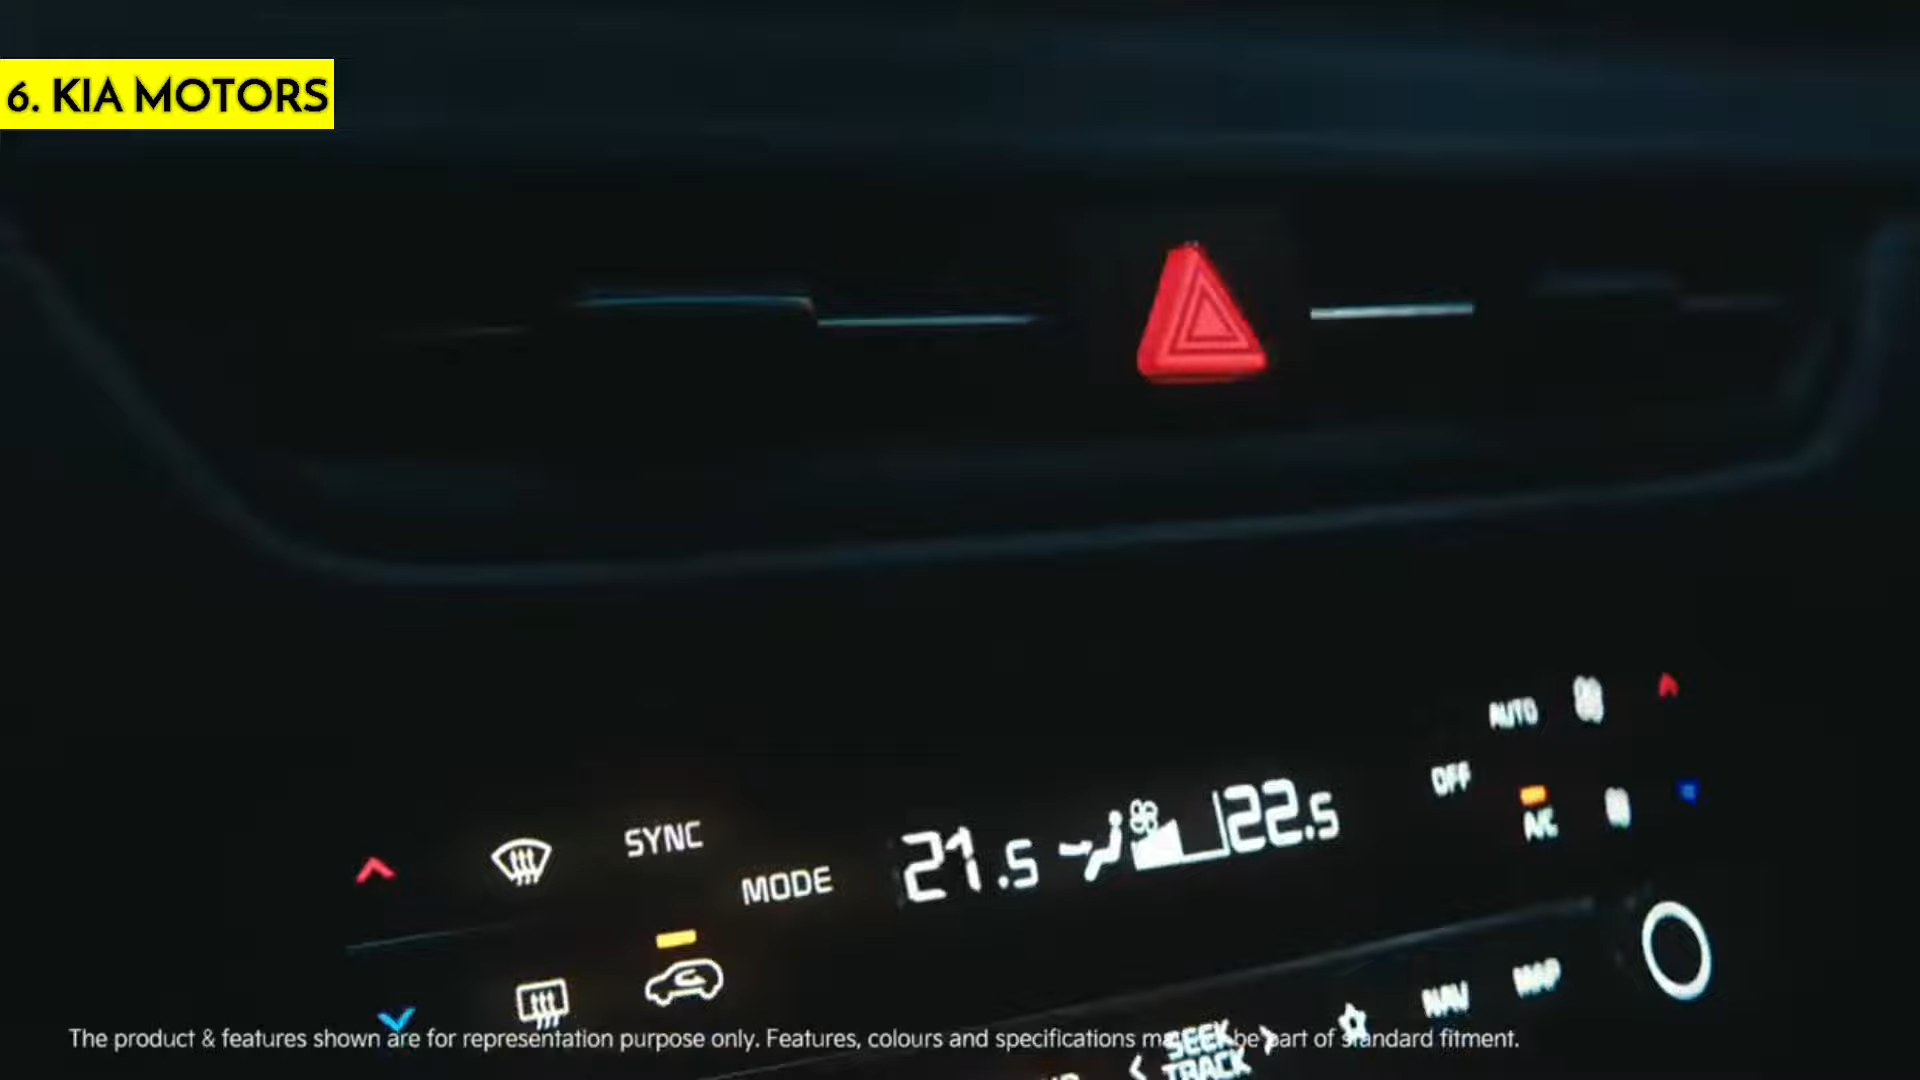 6. KIA MOTORS
AUTO
OFF
SYNC
MODE
21.5
22.5
A/C
NAV
MAP
SEEK
TRACK
The product & features shown are for representation purpose only. Features, colours and specifications may be part of standard fitment.